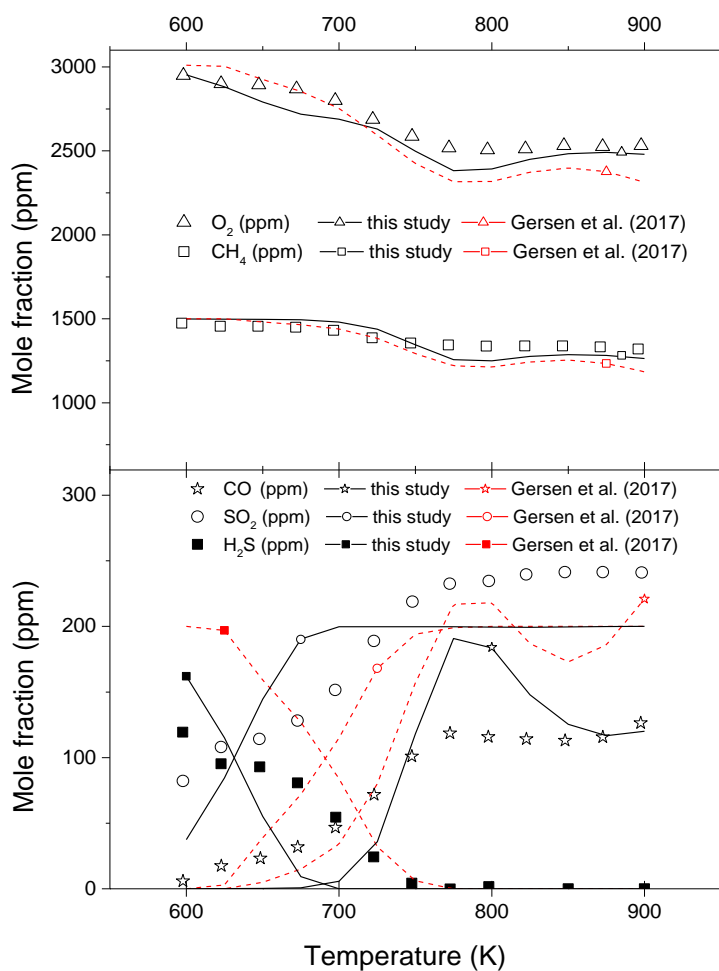 600 700 800 900
3000
2500
2000
1500
1000
Mole fraction (ppm)
O2 (ppm) this study Gersen et al. (2017)
CH4 (ppm) this study Gersen et al. (2017)
300
200
100
0
Mole fraction (ppm)
CO (ppm) this study Gersen et al. (2017)
SO2 (ppm) this study Gersen et al. (2017)
H2S (ppm) this study Gersen et al. (2017)
600 700 800 900
Temperature (K)